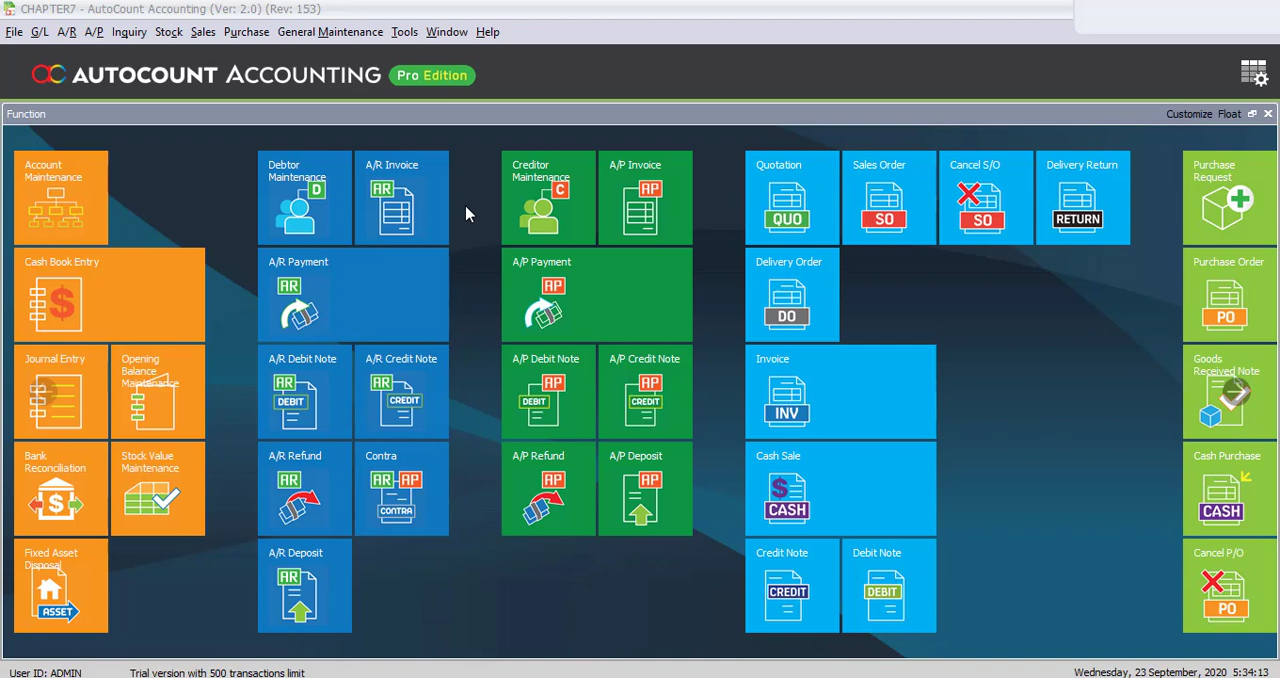 CHAPTER7 - AutoCount Accounting (Ver: 2.0) (Rev: 153)
File G/L A/R A/P Inquiry Stock Sales Purchase General Maintenance Tools Window Help
AUTOCOUNT ACCOUNTING Pro Edition
Function Customize Float
Account
Maintenance
Debtor
Maintenance
D
A/R Invoice
AR
Creditor
Maintenance
C
A/P Invoice
AP
Quotation
QUO
Sales Order
SO
Cancel S/O
SO
Delivery Return
RETURN
Purchase
Request
Cash Book Entry
$
A/R Payment
AR
A/P Payment
AP
Delivery Order
DO
Purchase Order
PO
Journal Entry
Opening
Balance
Maintenance
A/R Debit Note
AR
DEBIT
A/R Credit Note
AR
CREDIT
A/P Debit Note
AP
DEBIT
A/P Credit Note
AP
CREDIT
Invoice
INV
Goods
Received Note
Bank
Reconciliation
$
Stock Value
Maintenance
A/R Refund
AR
Contra
AR AP
CONTRA
A/P Refund
AP
A/P Deposit
AP
Cash Sale
$
CASH
Cash Purchase
CASH
Fixed Asset
Disposal
ASSET
A/R Deposit
AR
Credit Note
CREDIT
Debit Note
DEBIT
Cancel P/O
PO
User ID: ADMIN Trial version with 500 transactions limit Wednesday, 23 September, 2020 5:34:13